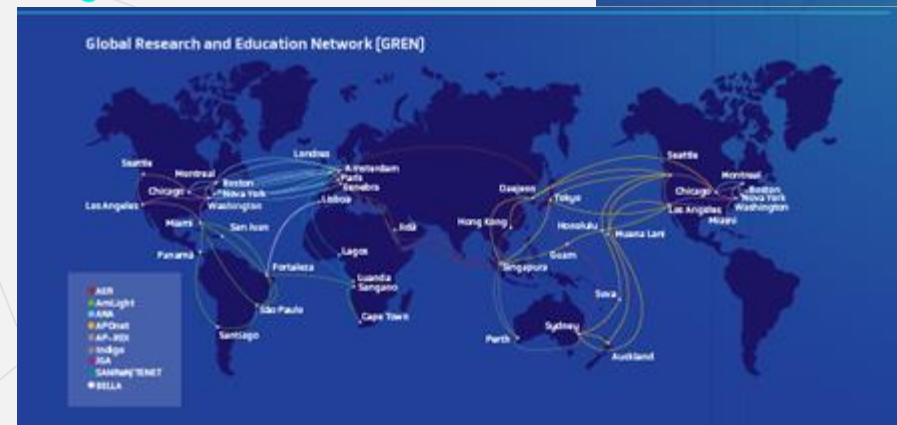 Global Research and Education Network (GREN)
Seattle
Montreal
Chicago
Boston
Nova York
Washington
Los Angeles
Miami
San Juan
Panamá
Fortaleza
São Paulo
Santiago
Londres
Amsterdam
Paris
Genebra
Lisboa
Lagos
Luanda
Sangano
Cape Town
Daejeon
Tokyo
Hong Kong
Singapura
Guam
Honolulu
Mauna Lani
Suva
Sydney
Perth
Auckland
Seattle
Montreal
Chicago
Boston
Nova York
Washington
Los Angeles
Miami
AER
AmLight
ANA
APOnet
Indigo
SANReN/TENET
BELLA